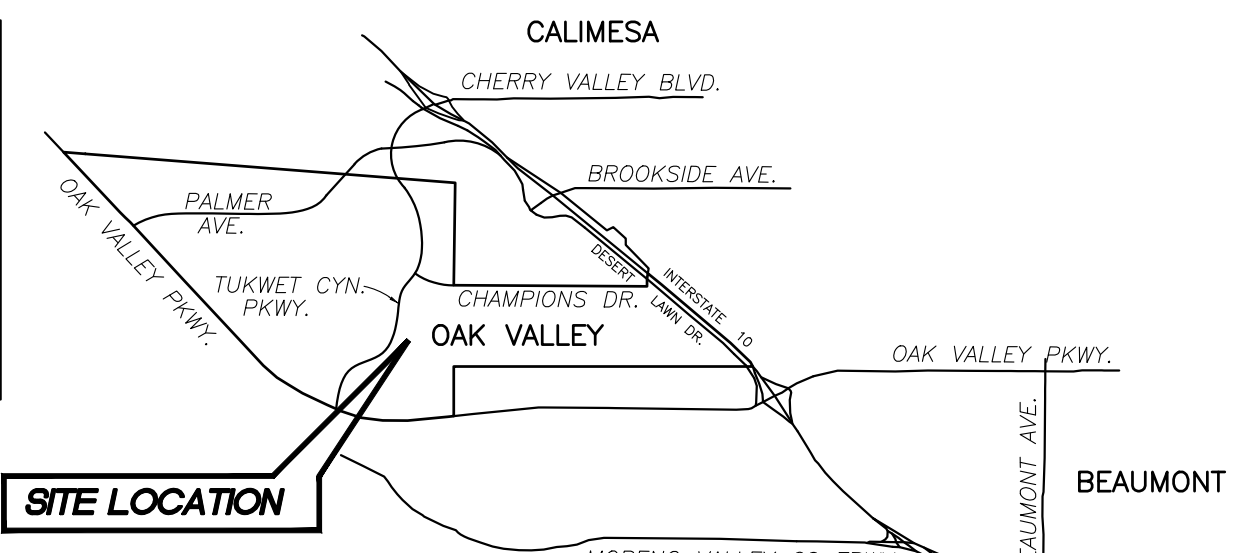 CALIMESA
CHERRY VALLEY BLVD.
BROOKSIDE AVE.
PALMER
AVE.
OAK VALLEY PKWY.
TUKWET CYN.
PKWY.
DESERT LAWN DR.
INTERSTATE 10
CHAMPIONS DR.
OAK VALLEY
OAK VALLEY PKWY.
SITE LOCATION
BEAUMONT